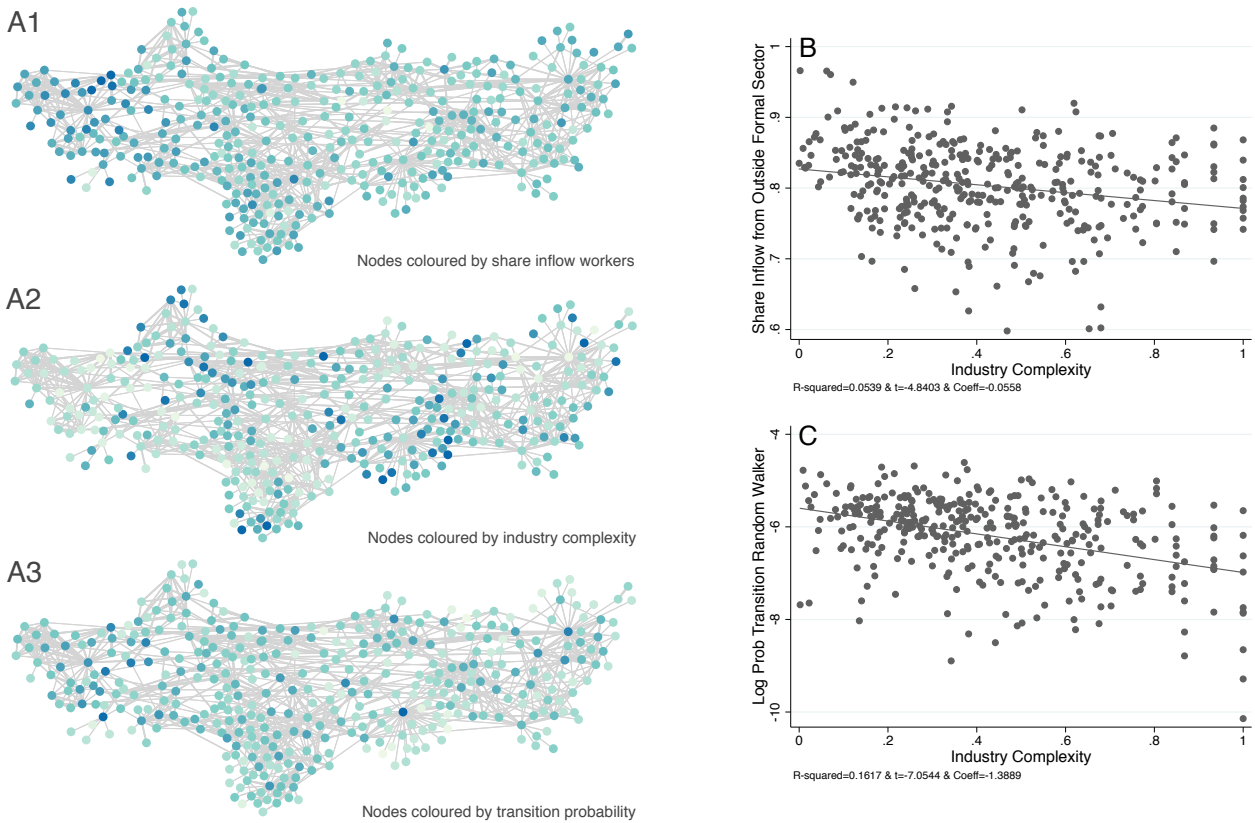 A1
Nodes coloured by share inflow workers
A2
Nodes coloured by industry complexity
A3
Nodes coloured by transition probability
B
Share Inflow from Outside Formal Sector
1
.9
.8
.7
.6
0 .2 .4 .6 .8 1
Industry Complexity
R-squared=0.0539 & t=-4.8403 & Coeff=-0.0558
C
Log Prob Transition Random Walker
-4
-6
-8
-10
0 .2 .4 .6 .8 1
Industry Complexity
R-squared=0.1617 & t=-7.0544 & Coeff=-1.3889